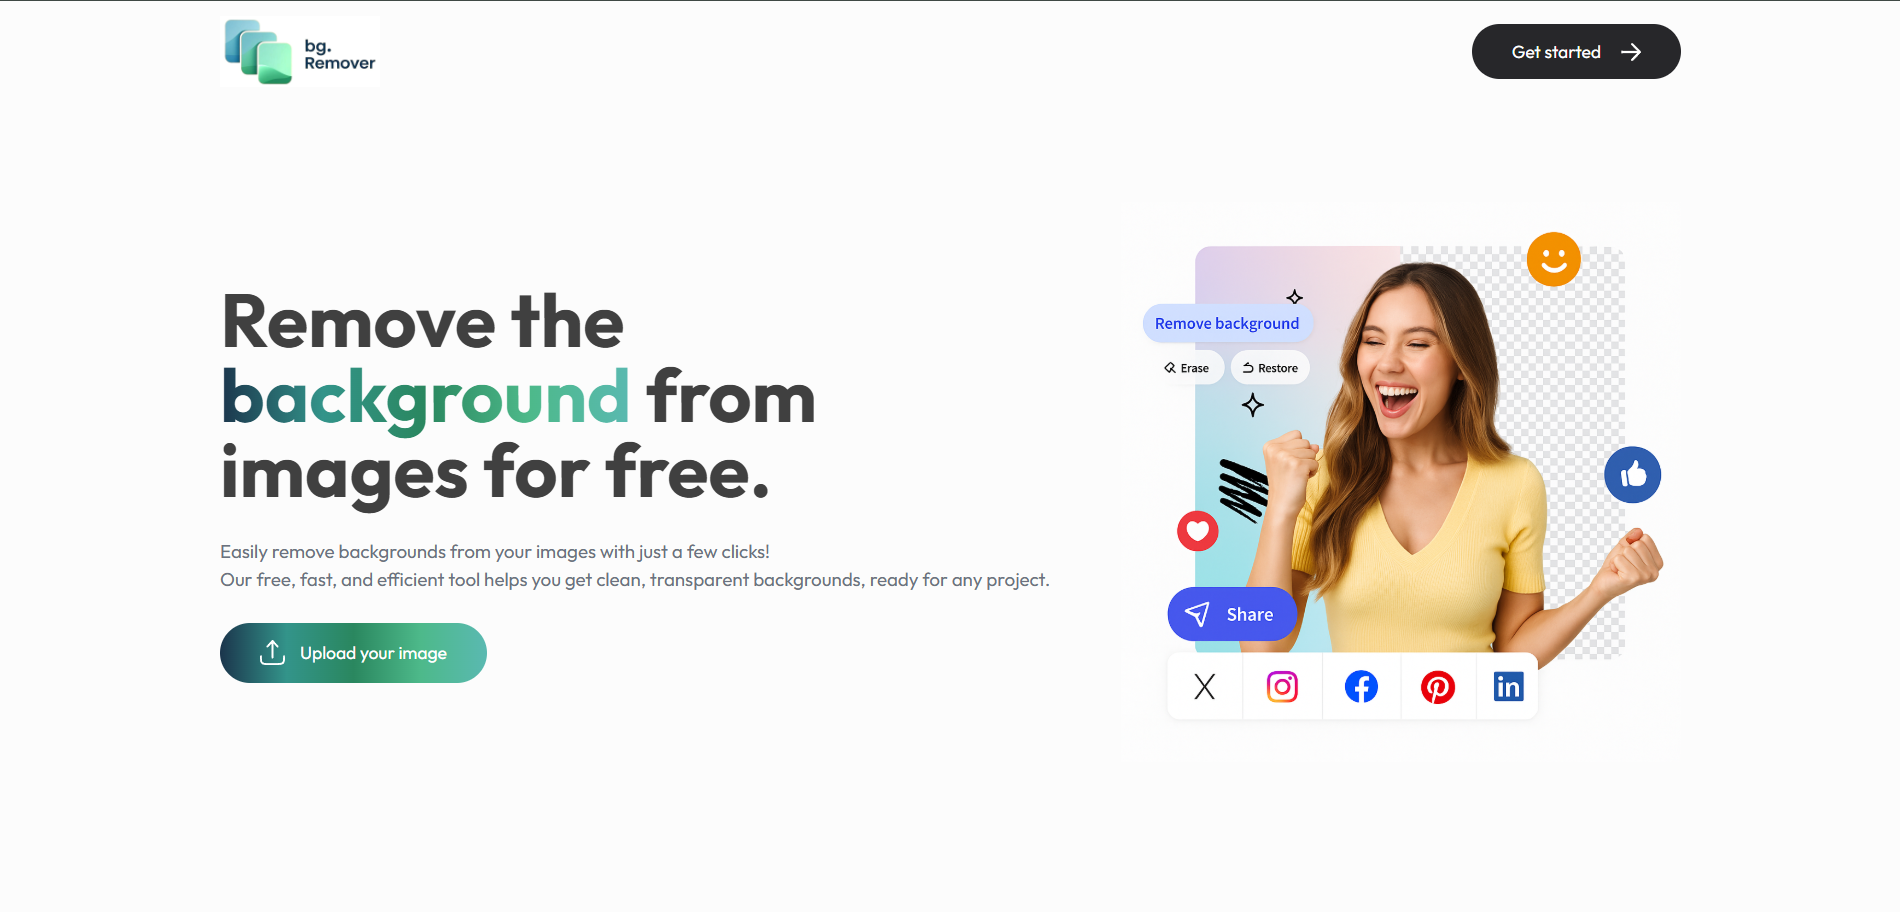 bg.
Remover
Get started
Remove the
background from
images for free.
Easily remove backgrounds from your images with just a few clicks!
Our free, fast, and efficient tool helps you get clean, transparent backgrounds, ready for any project.
Upload your image
Remove background
Erase
Restore
Share
X
in